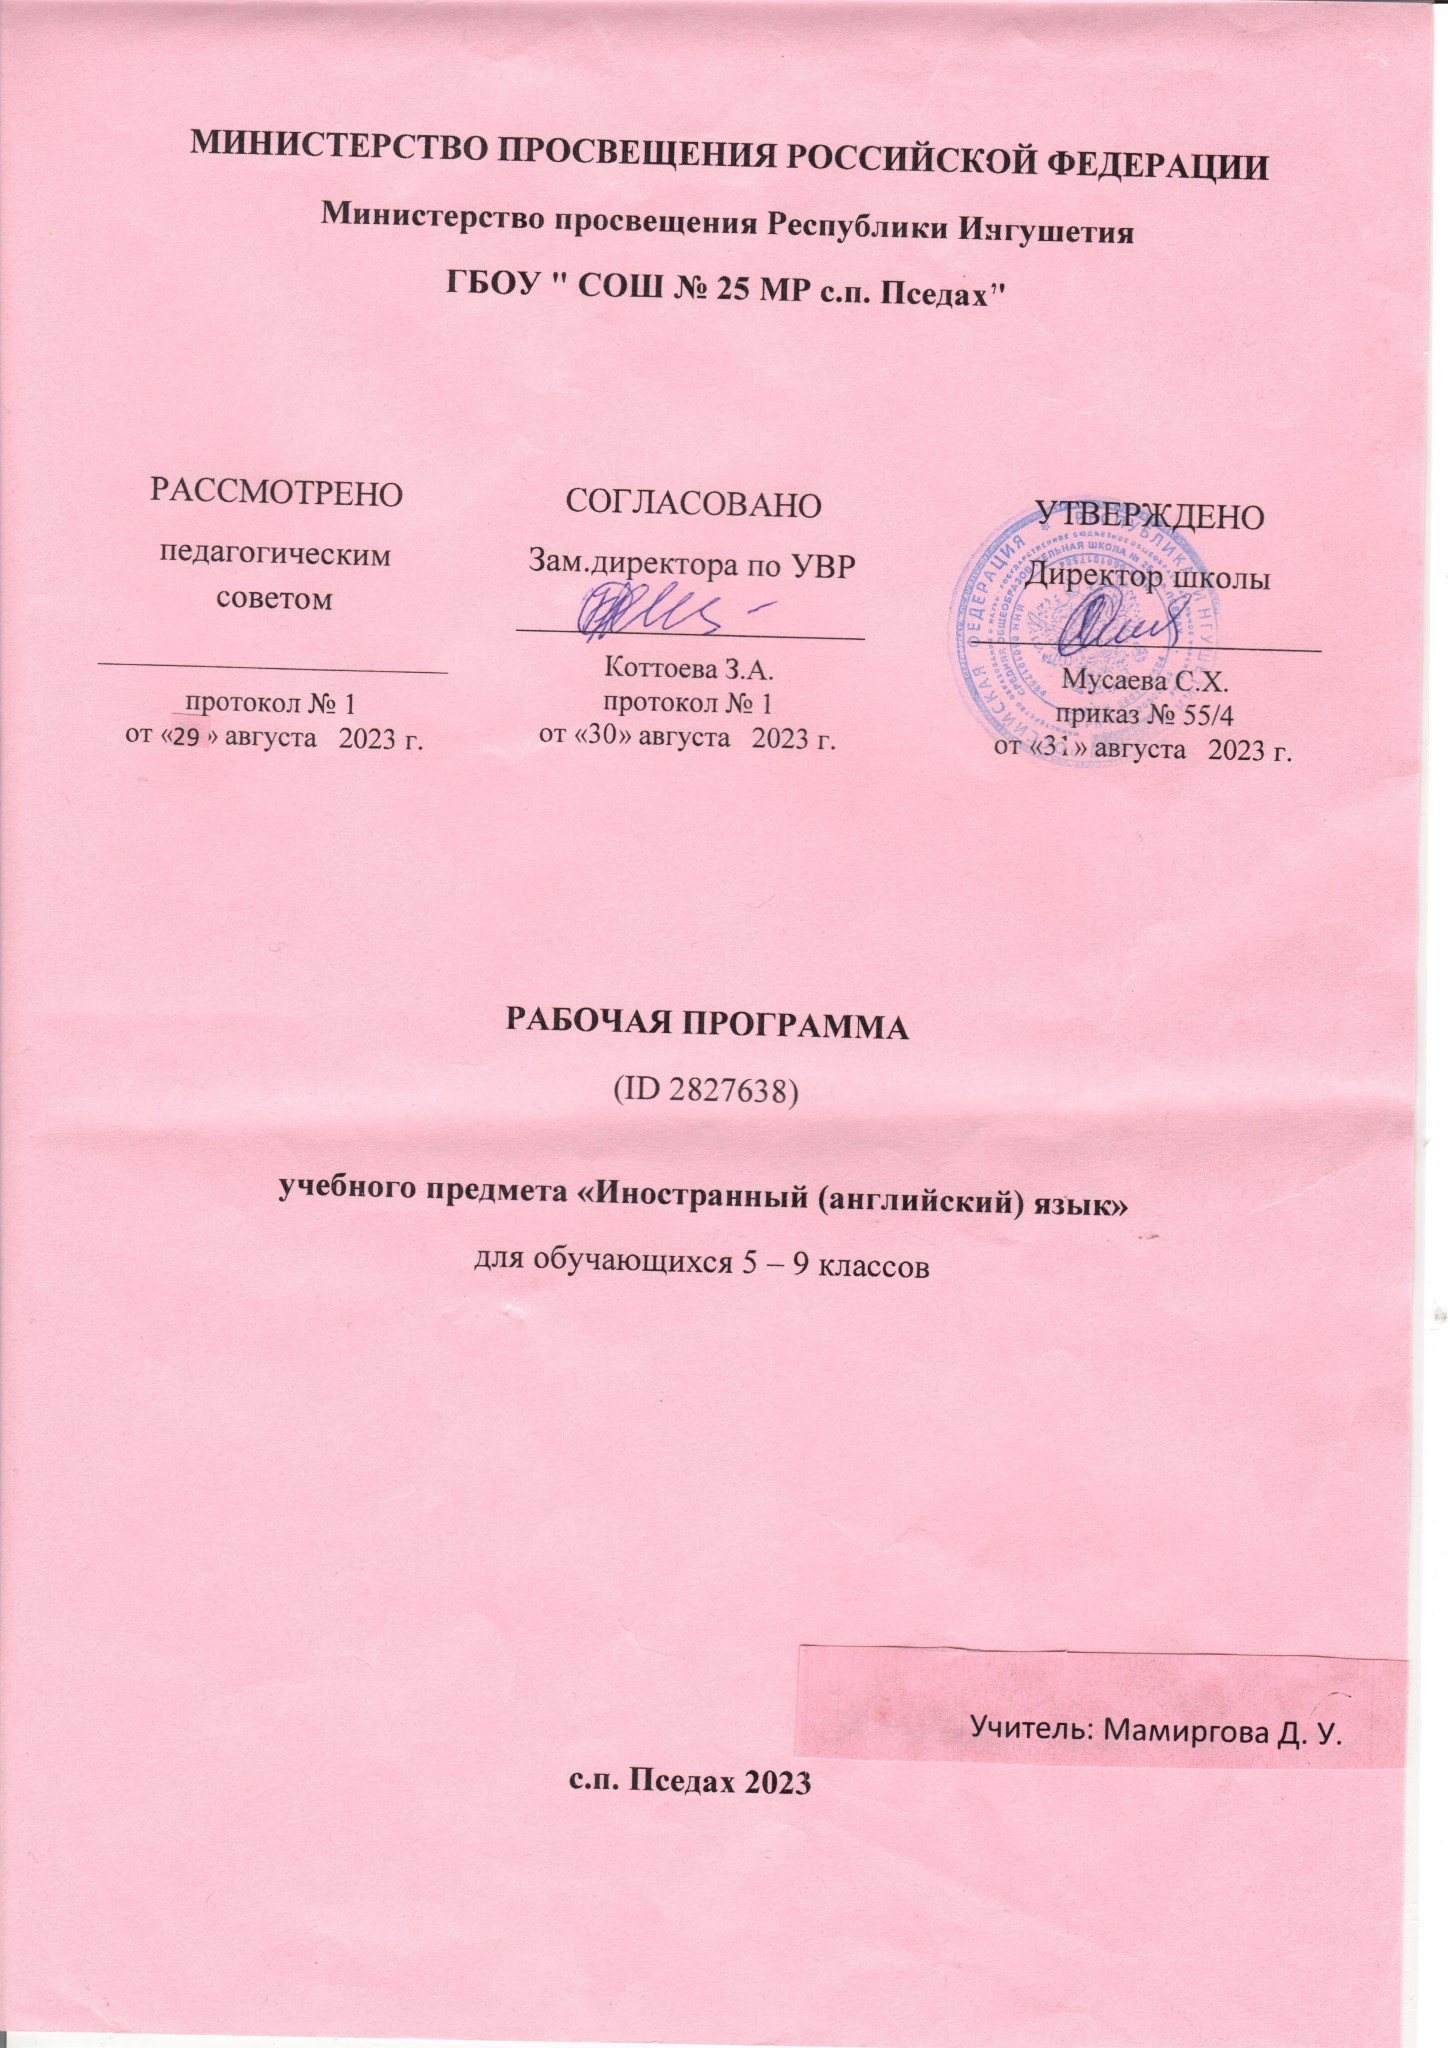 МИНИСТЕРСТВО ПРОСВЕЩЕНИЯ РОССИЙСКОЙ ФЕДЕРАЦИИ
Министерство просвещения Республики Ингушетия
ГБОУ " СОШ № 25 МР с.п. Пседах"
РАССМОТРЕНО
педагогическим
советом
протокол № 1
от «29 » августа 2023 г.
СОГЛАСОВАНО
Зам.директора по УВР
Коттоева З.А.
протокол № 1
от «30» августа 2023 г.
УТВЕРЖДЕНО
Директор школы
Мусаева С.Х.
приказ № 55/4
от «31» августа 2023 г.
РАБОЧАЯ ПРОГРАММА
(ID 2827638)
учебного предмета «Иностранный (английский) язык»
для обучающихся 5 – 9 классов
Учитель: Мамиргова Д. У.
с.п. Пседах 2023